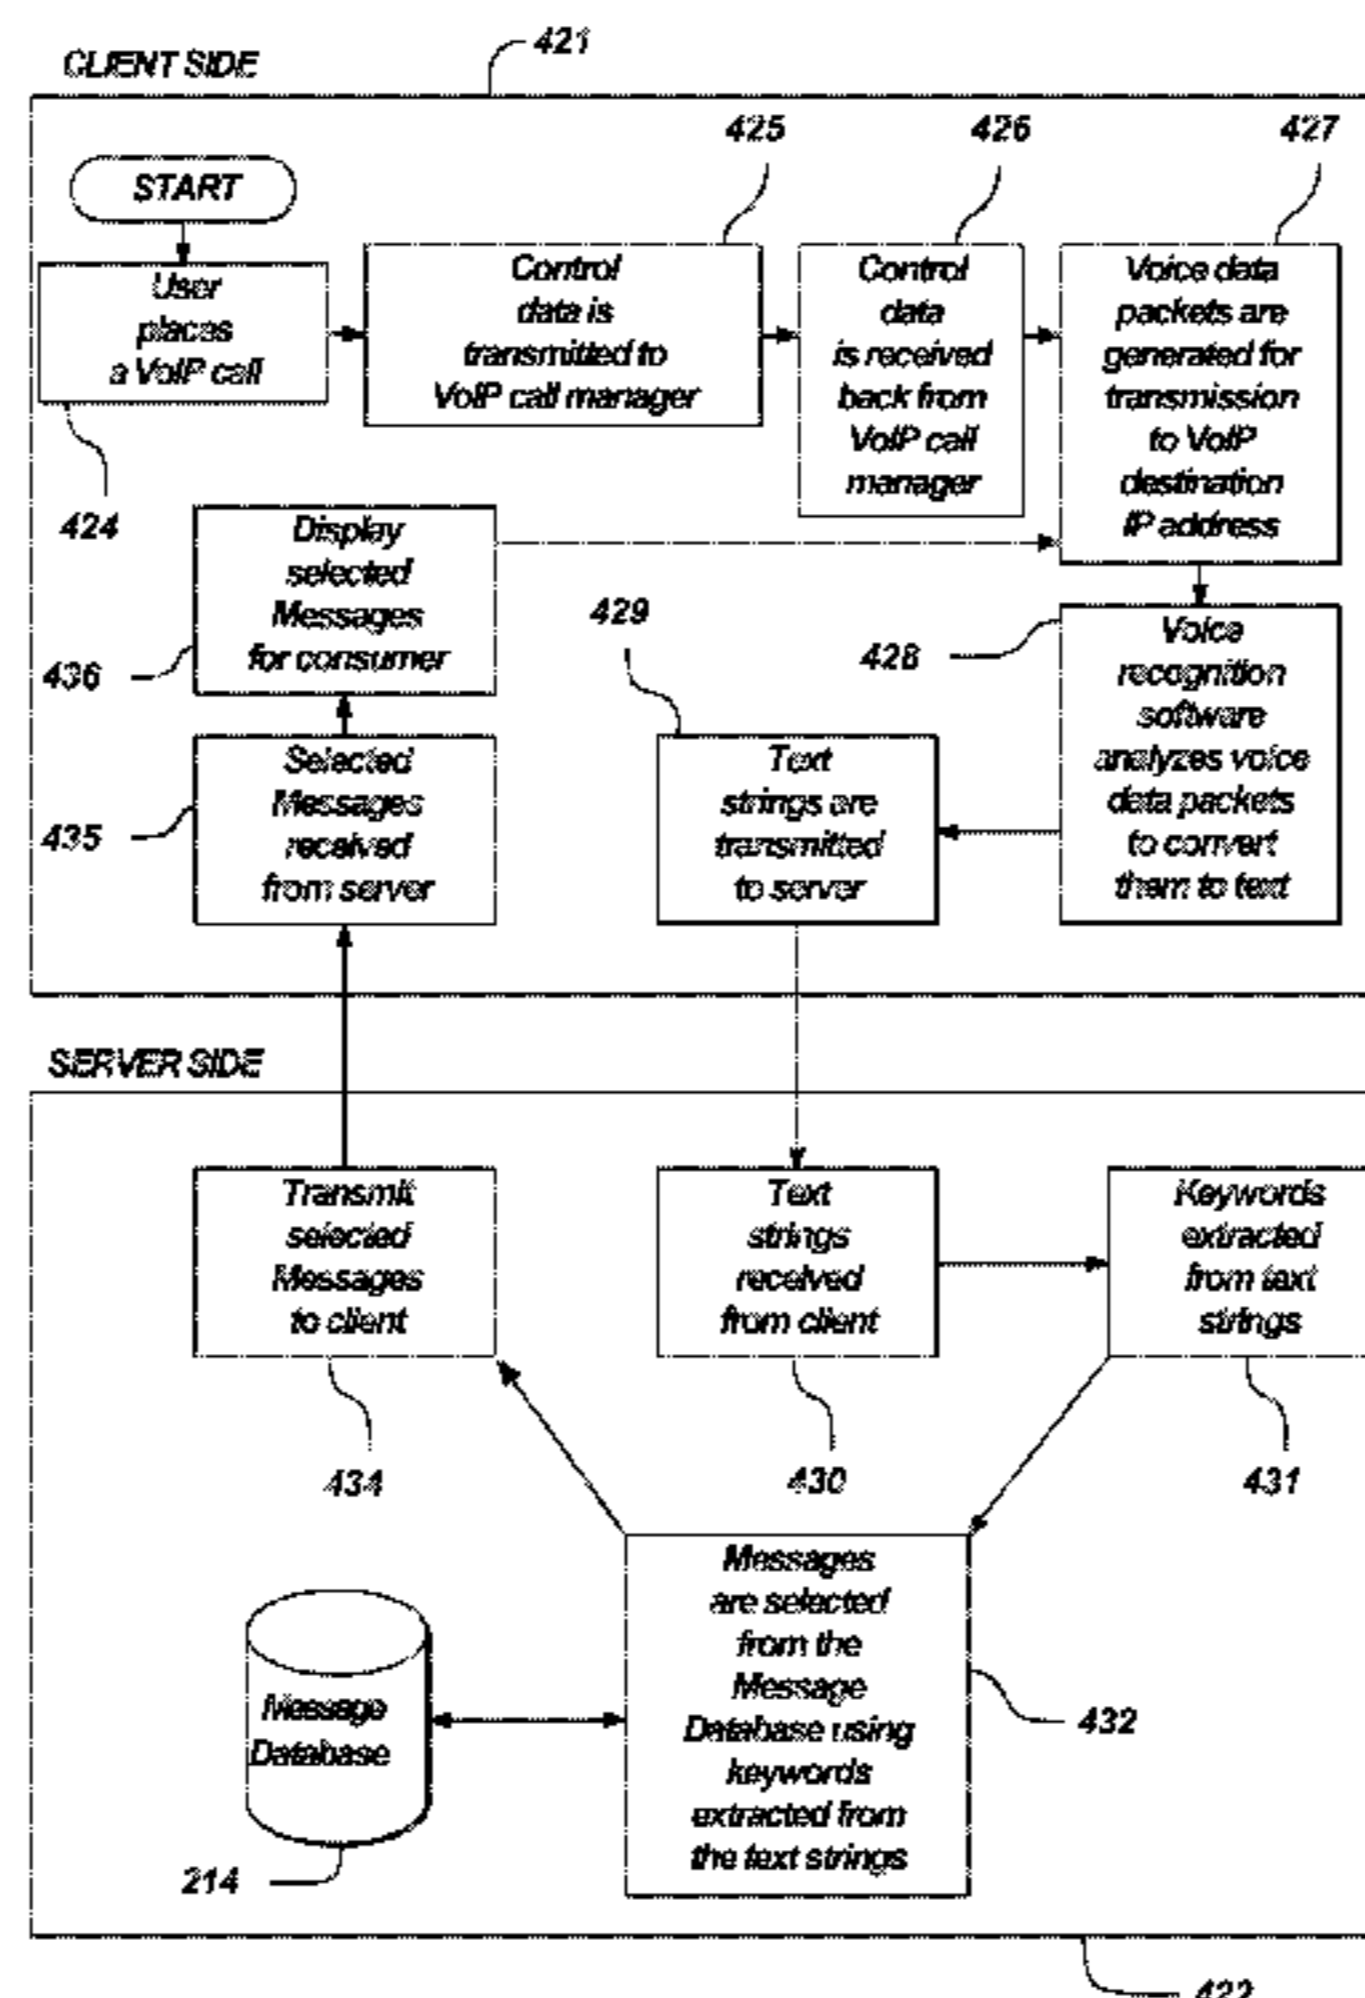 421
CLIENT SIDE
425
426
427
START
User
places
a VoIP call
Control
data is
transmitted to
VoIP call manager
Control
data
is received
back from
VoIP call
manager
Voice data
packets are
generated for
transmission
to VoIP
destination
IP address
424
Display
selected
Messages
for consumer
436
429
428
Voice
recognition
software
analyzes voice
data packets
to convert
them to text
Selected
Messages
received
from server
435
Text
strings are
transmitted
to server
SERVER SIDE
Transmit
selected
Messages
to client
Text
strings
received
from client
Keywords
extracted
from text
strings
434
430
431
Messages
are selected
from the
Message
Database using
keywords
extracted from
the text strings
432
Message
Database
214
422